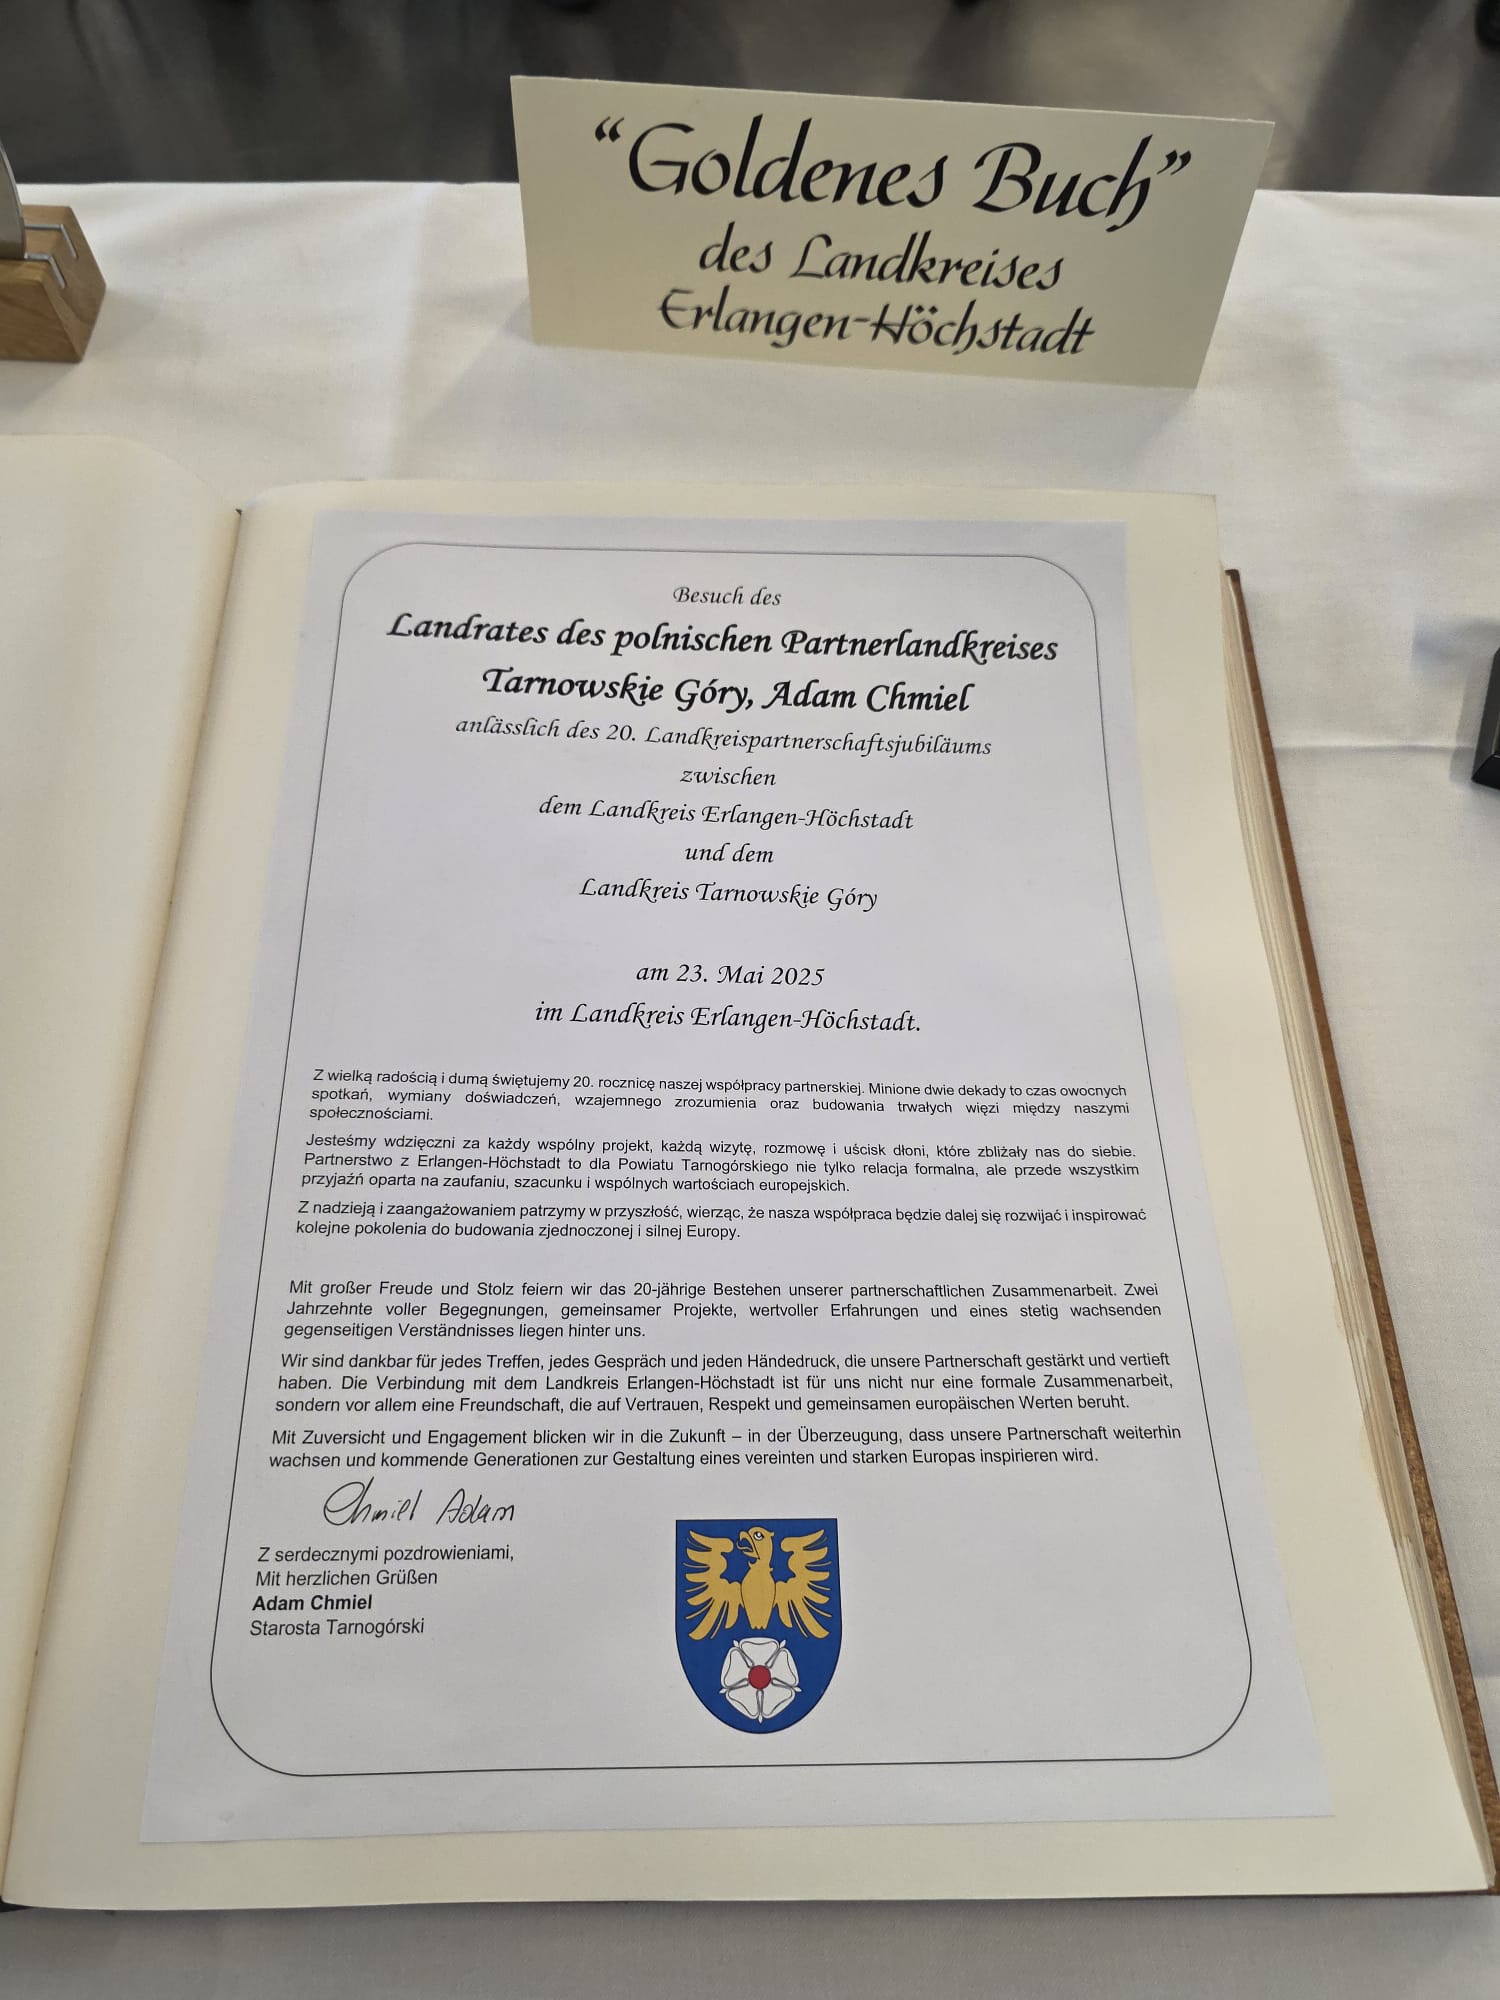 “Goldenes Buch”
des Landkreises
Erlangen-Höchstadt
Besuch des
Landrates des polnischen Partnerlandkreises
Tarnowskie Góry, Adam Chmiel
anlässlich des 20. Landkreispartnerschaftsjubiläums
zwischen
dem Landkreis Erlangen-Höchstadt
und dem
Landkreis Tarnowskie Góry
am 23. Mai 2025
im Landkreis Erlangen-Höchstadt.
Z wielką radością i dumą świętujemy 20. rocznicę naszej współpracy partnerskiej. Minione dwie dekady to czas owocnych
spotkań, wymiany doświadczeń, wzajemnego zrozumienia oraz budowania trwałych więzi między naszymi
społecznościami.
Jesteśmy wdzięczni za każdy wspólny projekt, każdą wizytę, rozmowę i uścisk dłoni, które zbliżały nas do siebie.
Partnerstwo z Erlangen-Höchstadt to dla Powiatu Tarnogórskiego nie tylko relacja formalna, ale przede wszystkim
przyjaźń oparta na zaufaniu, szacunku i wspólnych wartościach europejskich.
Z nadzieją i zaangażowaniem patrzymy w przyszłość, wierząc, że nasza współpraca będzie dalej się rozwijać i inspirować
kolejne pokolenia do budowania zjednoczonej i silnej Europy.
Mit großer Freude und Stolz feiern wir das 20-jährige Bestehen unserer partnerschaftlichen Zusammenarbeit. Zwei
Jahrzehnte voller Begegnungen, gemeinsamer Projekte, wertvoller Erfahrungen und eines stetig wachsenden
gegenseitigen Verständnisses liegen hinter uns.
Wir sind dankbar für jedes Treffen, jedes Gespräch und jeden Händedruck, die unsere Partnerschaft gestärkt und vertieft
haben. Die Verbindung mit dem Landkreis Erlangen-Höchstadt ist für uns nicht nur eine formale Zusammenarbeit,
sondern vor allem eine Freundschaft, die auf Vertrauen, Respekt und gemeinsamen europäischen Werten beruht.
Mit Zuversicht und Engagement blicken wir in die Zukunft – in der Überzeugung, dass unsere Partnerschaft weiterhin
wachsen und kommende Generationen zur Gestaltung eines vereinten und starken Europas inspirieren wird.
Chmiel Adam
Z serdecznymi pozdrowieniami,
Mit herzlichen Grüßen
Adam Chmiel
Starosta Tarnogórski